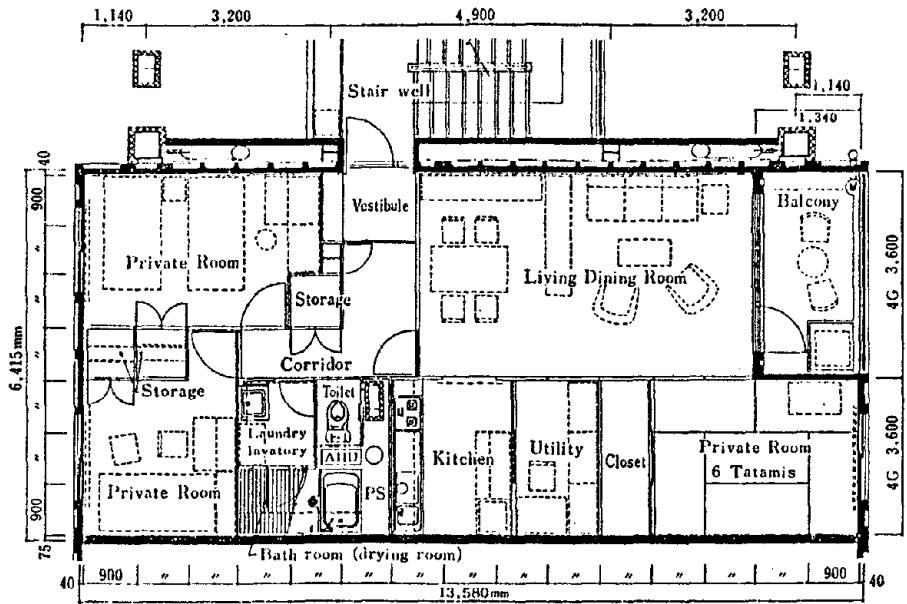 1,140
3,200
4,900
3,200
1,140
1,340
Stair well
40
900
Vestibule
Balcony
Private Room
Living Dining Room
Storage
3,600
4G
Corridor
6,415mm
Storage
Toilet
Laundry
lavatory
AHU
Kitchen
Utility
Closet
Private Room
6 Tatamis
3,600
4G
Private Room
PS
900
75
Bath room (drying room)
40
900
〃
〃
〃
〃
〃
〃
〃
〃
〃
〃
〃
〃
〃
900
40
13,580mm